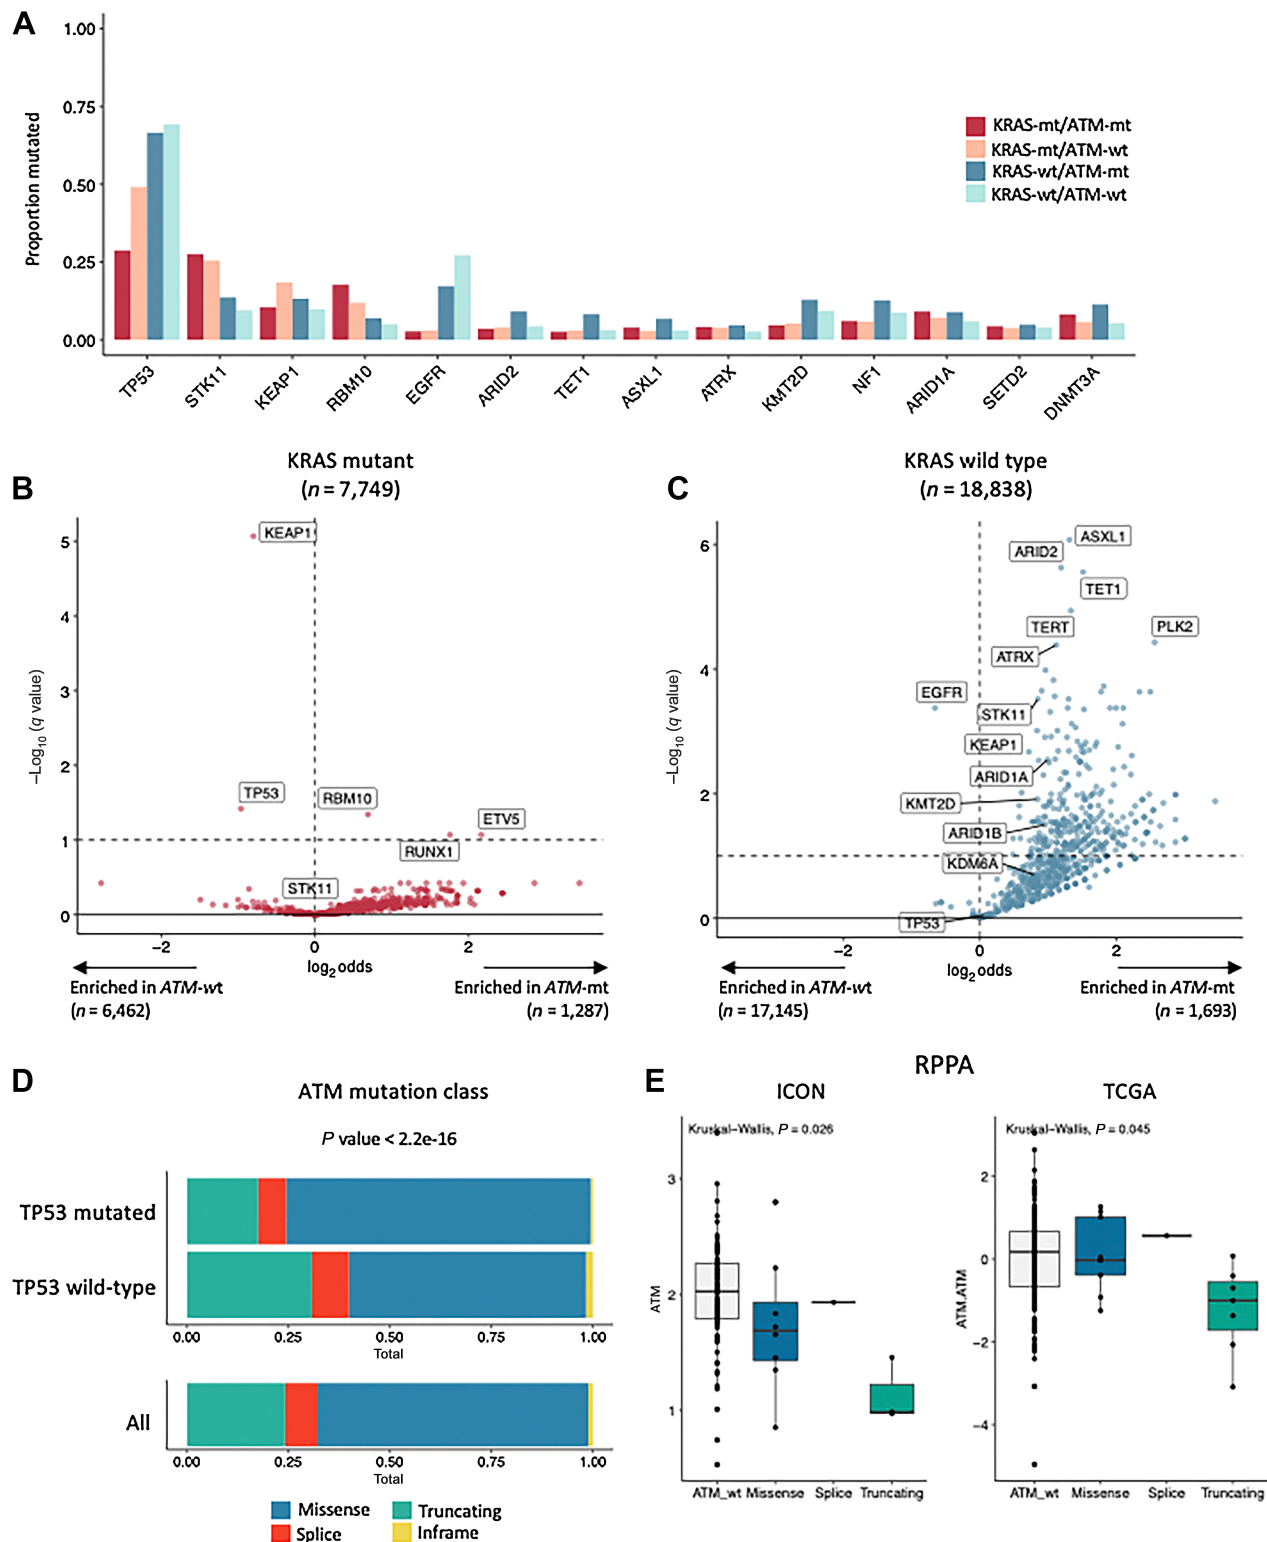 A
1.00
0.75
0.50
0.25
0.00
Proportion mutated
KRAS-mt/ATM-mt
KRAS-mt/ATM-wt
KRAS-wt/ATM-mt
KRAS-wt/ATM-wt
TP53
STK11
KEAP1
RBM10
EGFR
ARID2
TET1
ASXL1
ATRX
KMT2D
NF1
ARID1A
SETD2
DNMT3A
B
KRAS mutant
(n = 7,749)
–Log10 (q value)
5
4
3
2
1
0
KEAP1
TP53
RBM10
ETV5
RUNX1
STK11
−2
0
2
log2 odds
Enriched in ATM-wt
(n = 6,462)
Enriched in ATM-mt
(n = 1,287)
C
KRAS wild type
(n = 18,838)
–Log10 (q value)
6
4
2
0
ASXL1
ARID2
TET1
TERT
PLK2
ATRX
EGFR
STK11
KEAP1
ARID1A
KMT2D
ARID1B
KDM6A
TP53
−2
0
2
log2 odds
Enriched in ATM-wt
(n = 17,145)
Enriched in ATM-mt
(n = 1,693)
D
ATM mutation class
P value < 2.2e-16
TP53 mutated
TP53 wild-type
0.00
0.25
0.50
0.75
1.00
Total
All
0.00
0.25
0.50
0.75
1.00
Total
Missense
Truncating
Splice
Inframe
E
RPPA
ICON
Kruskal–Wallis, P = 0.026
ATM
3
2
1
ATM_wt
Missense
Splice
Truncating
TCGA
Kruskal–Wallis, P = 0.045
ATM.ATM
2
0
−2
−4
ATM_wt
Missense
Splice
Truncating